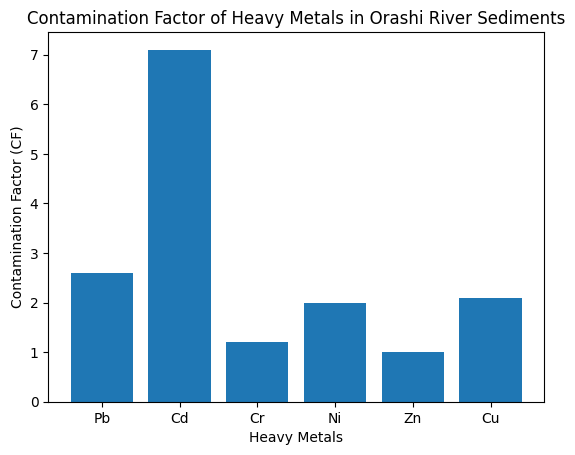 Contamination Factor of Heavy Metals in Orashi River Sediments
Contamination Factor (CF)
7
6
5
4
3
2
1
0
Pb Cd Cr Ni Zn Cu
Heavy Metals